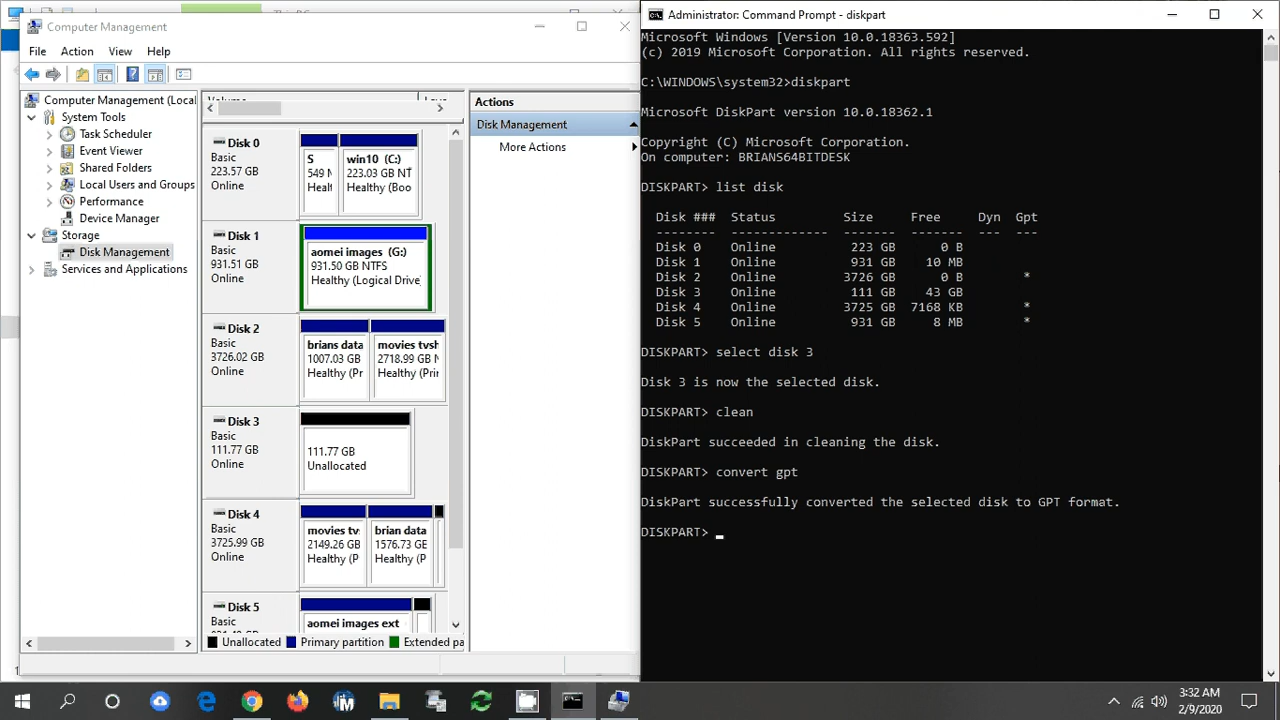 Computer Management
File Action View Help
Computer Management (Local
System Tools
Task Scheduler
Event Viewer
Shared Folders
Local Users and Groups
Performance
Device Manager
Storage
Disk Management
Services and Applications
Disk 0
Basic
223.57 GB
Online
S
549 N
Healt
win10 (C:)
223.03 GB NT
Healthy (Boo
Disk 1
Basic
931.51 GB
Online
aomei images (G:)
931.50 GB NTFS
Healthy (Logical Drive
Disk 2
Basic
3726.02 GB
Online
brians data
1007.03 GB
Healthy (Pr
movies tvsh
2718.99 GB N
Healthy (Prir
Disk 3
Basic
111.77 GB
Online
111.77 GB
Unallocated
Disk 4
Basic
3725.99 GB
Online
movies tv
2149.26 GB
Healthy (P
brian data
1576.73 GE
Healthy (P
Disk 5
Basic
aomei images ext
Unallocated Primary partition Extended pa
Actions
Disk Management
More Actions
Administrator: Command Prompt - diskpart
Microsoft Windows [Version 10.0.18363.592]
(c) 2019 Microsoft Corporation. All rights reserved.
C:\WINDOWS\system32>diskpart
Microsoft DiskPart version 10.0.18362.1
Copyright (C) Microsoft Corporation.
On computer: BRIANS64BITDESK
DISKPART> list disk
Disk ### Status Size Free Dyn Gpt
-------- ------------- ------- ------- --- ---
Disk 0 Online 223 GB 0 B
Disk 1 Online 931 GB 10 MB
Disk 2 Online 3726 GB 0 B *
Disk 3 Online 111 GB 43 GB
Disk 4 Online 3725 GB 7168 KB *
Disk 5 Online 931 GB 8 MB *
DISKPART> select disk 3
Disk 3 is now the selected disk.
DISKPART> clean
DiskPart succeeded in cleaning the disk.
DISKPART> convert gpt
DiskPart successfully converted the selected disk to GPT format.
DISKPART>
3:32 AM
2/9/2020